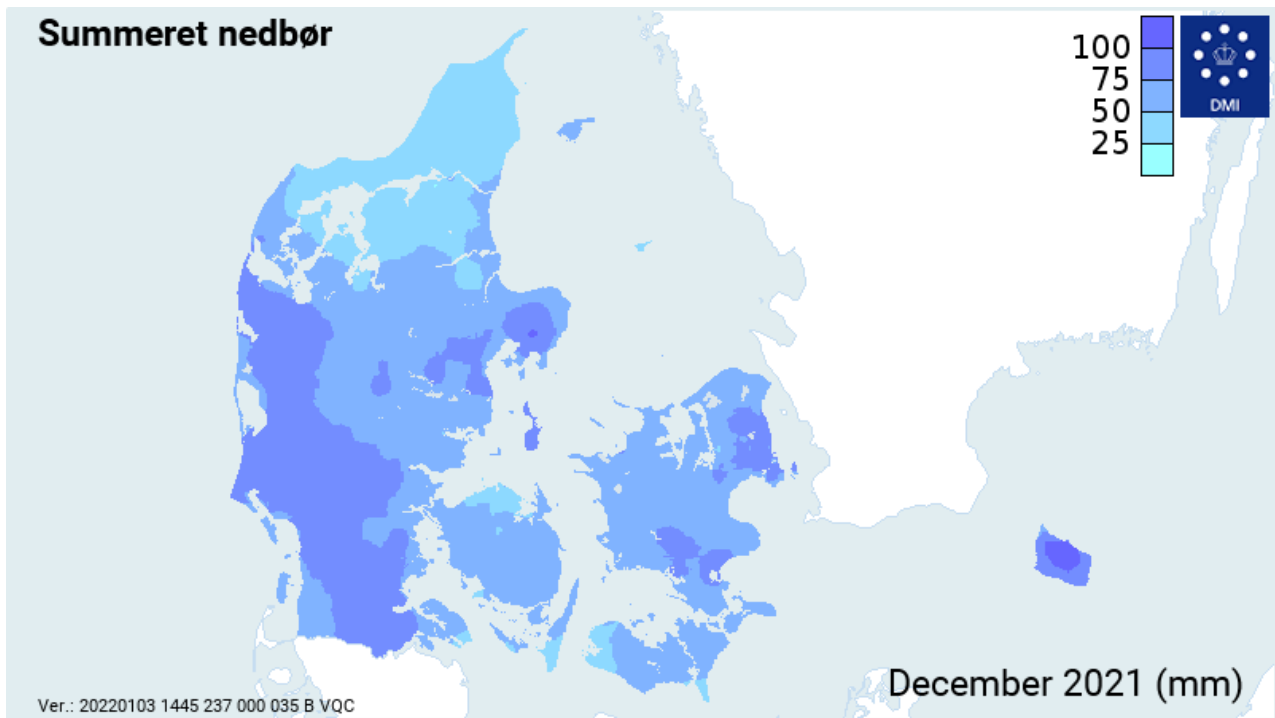 Summeret nedbør
100
75
50
25
DMI
December 2021 (mm)
Ver.: 20220103 1445 237 000 035 B VQC